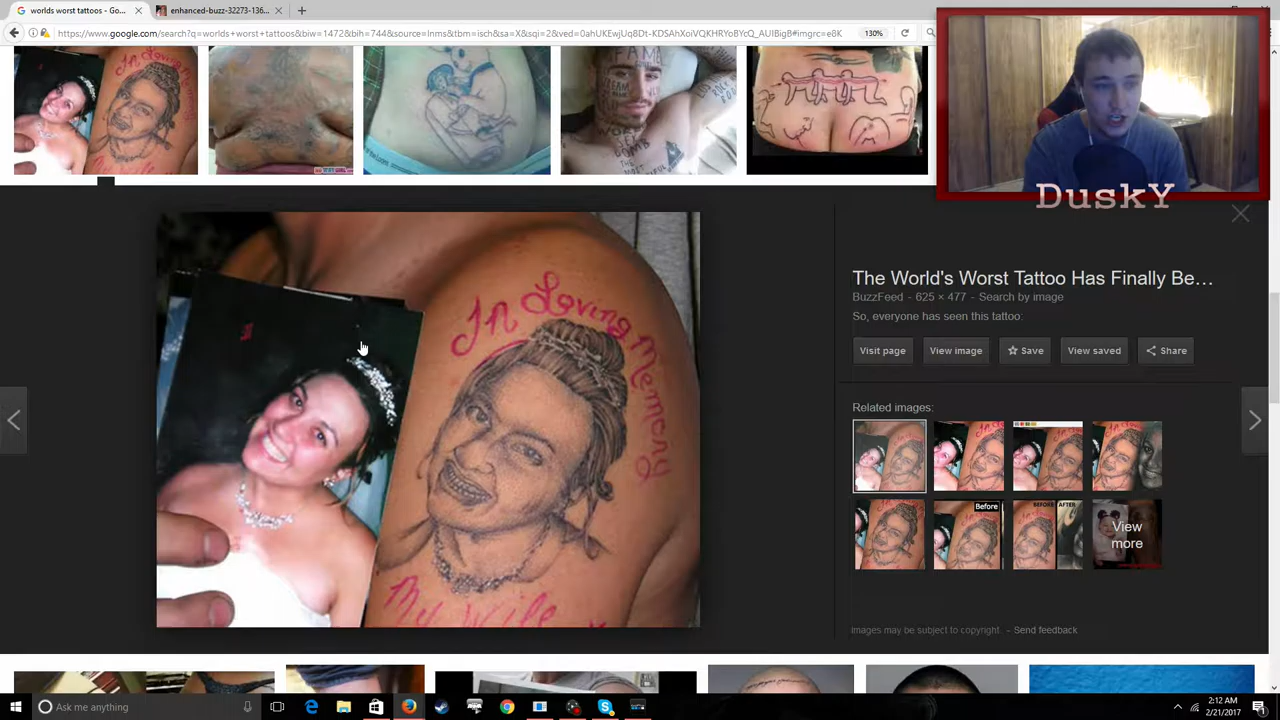 worlds worst tattoos - Go...
enhanced-buzz-32273-136...
https://www.google.com/search?q=worlds+worst+tattoos&biw=1472&bih=744&source=lnms&tbm=isch&sa=X&sqi=2&ved=0ahUKEwjUq8Dt-KDSAhXoiVQKHRYoBYcQ_AUIBigB#imgrc=e8K
130%
DuskY
In Loving Memory
My Wife
The World's Worst Tattoo Has Finally Be...
BuzzFeed - 625 × 477 - Search by image
So, everyone has seen this tattoo:
Visit page
View image
Save
View saved
Share
Related images:
Before
BEFORE
AFTER
View
more
Images may be subject to copyright. - Send feedback
Ask me anything
2:12 AM
2/21/2017